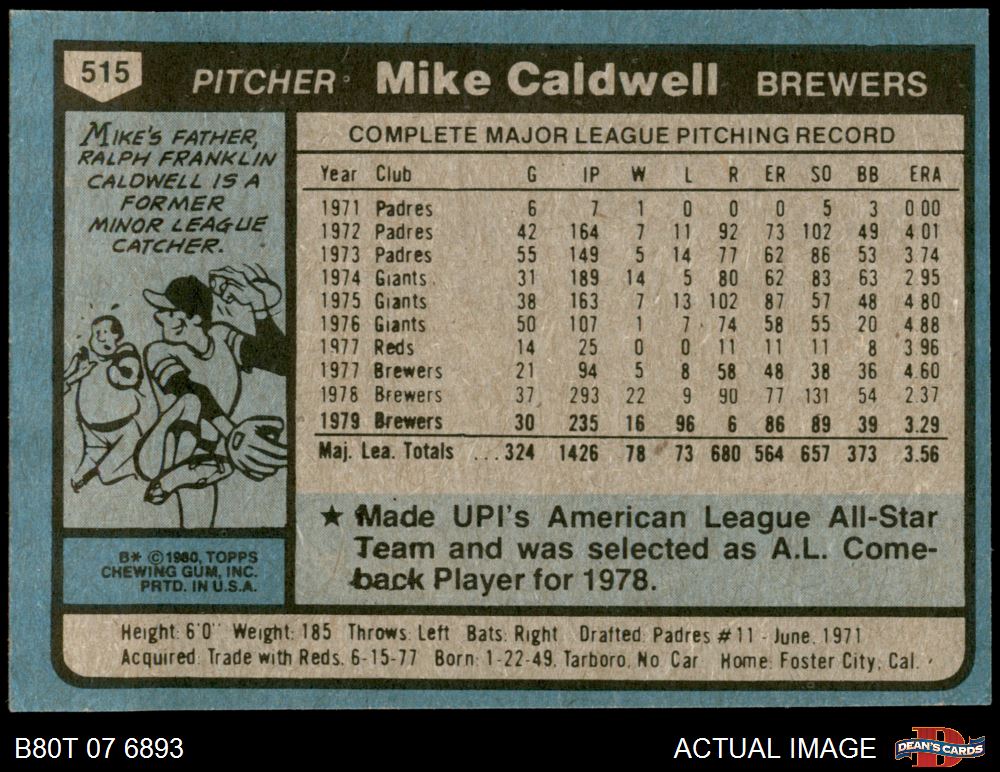 515 PITCHER Mike Caldwell BREWERS
MIKE'S FATHER,
RALPH FRANKLIN
CALDWELL IS A
FORMER
MINOR LEAGUE
CATCHER.
COMPLETE MAJOR LEAGUE PITCHING RECORD
Year Club G IP W L R ER SO BB ERA
1971 Padres 6 7 1 0 0 0 5 3 0.00
1972 Padres 42 164 7 11 92 73 102 49 4.01
1973 Padres 55 149 5 14 77 62 86 53 3.74
1974 Giants 31 189 14 5 80 62 83 63 2.95
1975 Giants 38 163 7 13 102 87 57 48 4.80
1976 Giants 50 107 1 7 74 58 55 20 4.88
1977 Reds 14 25 0 0 11 11 11 8 3.96
1977 Brewers 21 94 5 8 58 48 38 36 4.60
1978 Brewers 37 293 22 9 90 77 131 54 2.37
1979 Brewers 30 235 16 96 6 86 89 39 3.29
Maj. Lea. Totals ...324 1426 78 73 680 564 657 373 3.56
★ Made UPI's American League All-Star
Team and was selected as A.L. Come-
back Player for 1978.
B* © 1980, TOPPS
CHEWING GUM, INC.
PRTD. IN U.S.A.
Height: 6'0" Weight: 185 Throws: Left Bats: Right Drafted: Padres #11 - June, 1971
Acquired: Trade with Reds, 6-15-77 Born: 1-22-49, Tarboro, No. Car. Home: Foster City, Cal.
B80T 07 6893 ACTUAL IMAGE DEAN'S CARDS